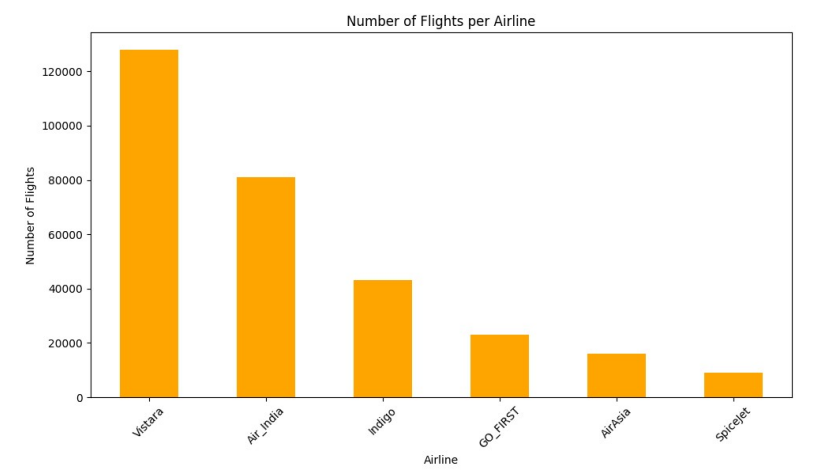 Number of Flights per Airline
Number of Flights
120000
100000
80000
60000
40000
20000
0
Vistara
Air_India
Indigo
GO_FIRST
AirAsia
SpiceJet
Airline